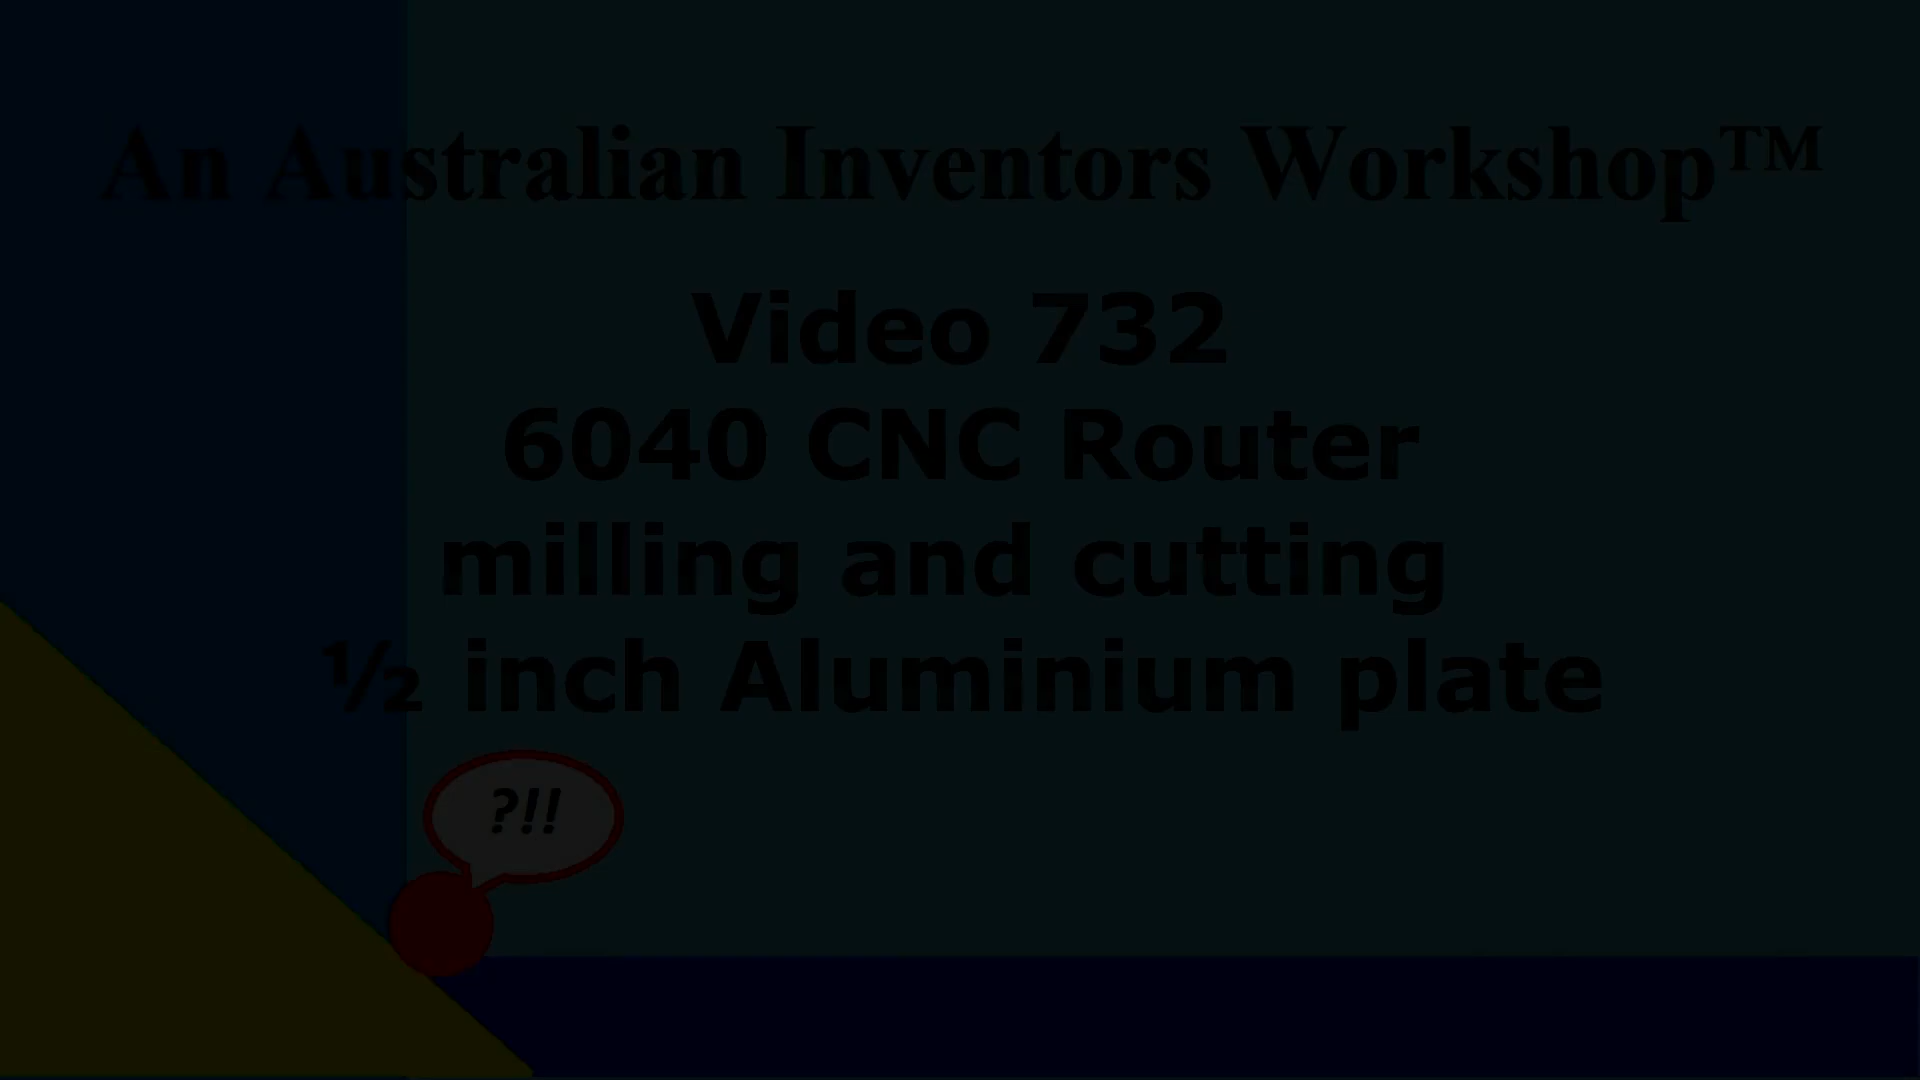 An Australian Inventors Workshop™
Video 732
6040 CNC Router
milling and cutting
½ inch Aluminium plate
?!!